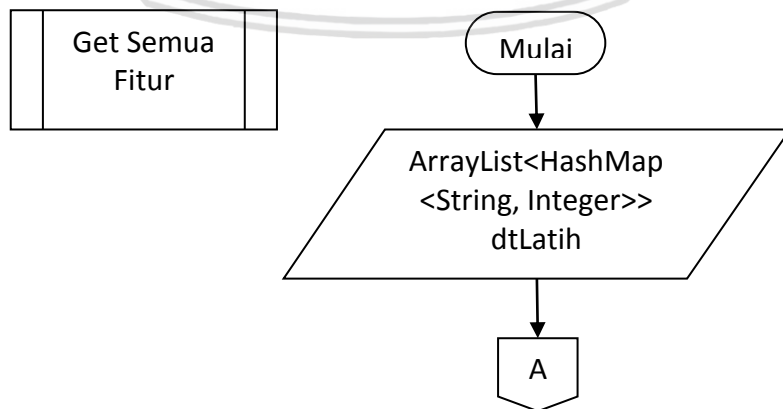 Get Semua
Fitur
Mulai
ArrayList<HashMap
<String, Integer>>
dtLatih
A